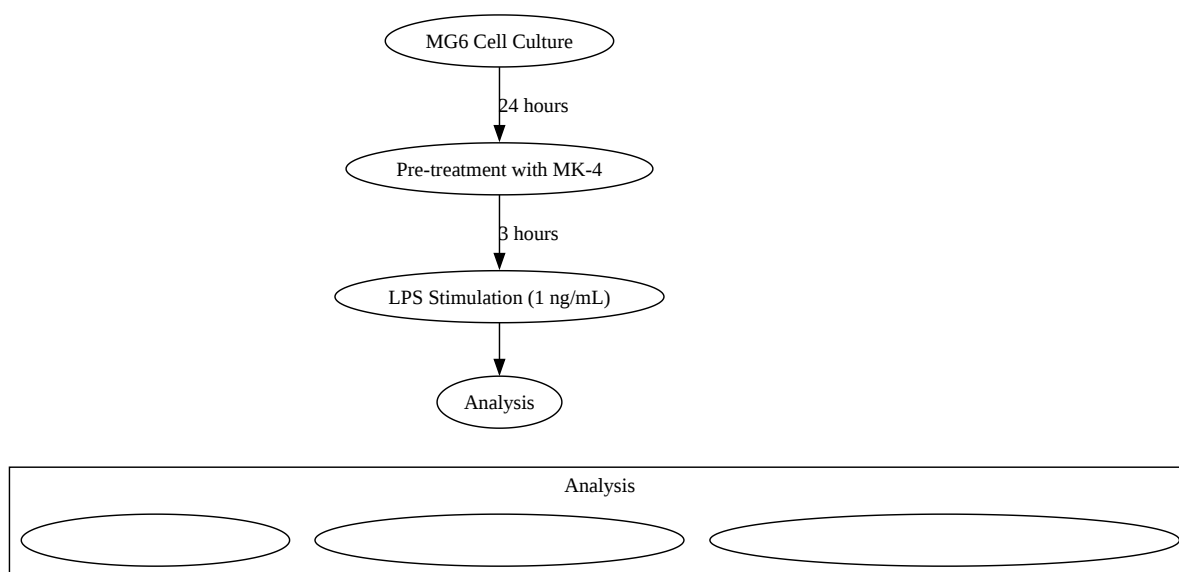 MG6 Cell Culture
24 hours
Pre-treatment with MK-4
3 hours
LPS Stimulation (1 ng/mL)
Analysis
Analysis